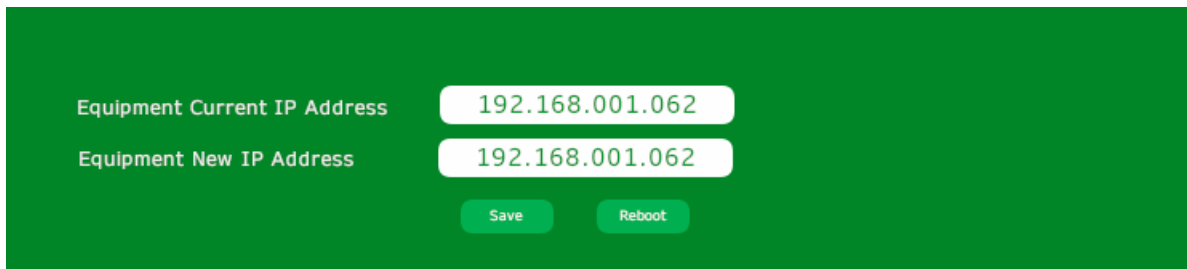 Equipment Current IP Address 192.168.001.062
Equipment New IP Address 192.168.001.062
Save Reboot